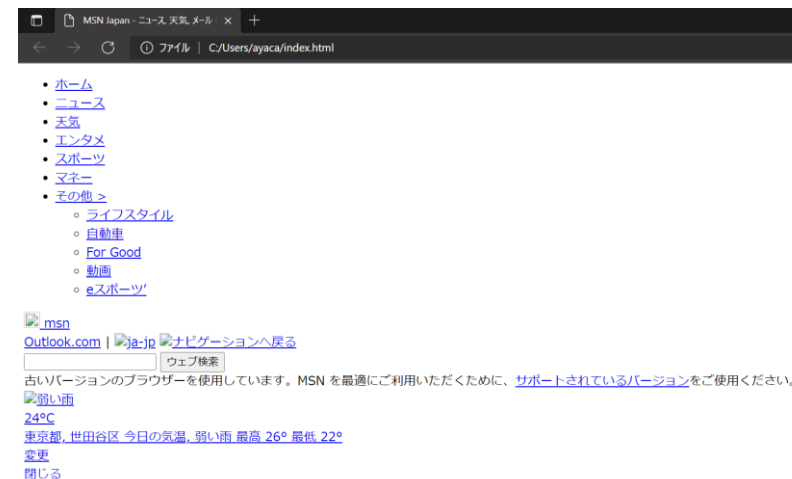 MSN Japan - ニュース, 天気, メール
ファイル | C:/Users/ayaca/index.html
ホーム
ニュース
天気
エンタメ
スポーツ
マネー
その他 >
ライフスタイル
自動車
For Good
動画
eスポーツ'
msn
Outlook.com | ja-jp ナビゲーションへ戻る
ウェブ検索
古いバージョンのブラウザーを使用しています。MSN を最適にご利用いただくために、サポートされているバージョンをご使用ください。
弱い雨
24°C
東京都, 世田谷区 今日の気温, 弱い雨 最高 26° 最低 22°
変更
閉じる